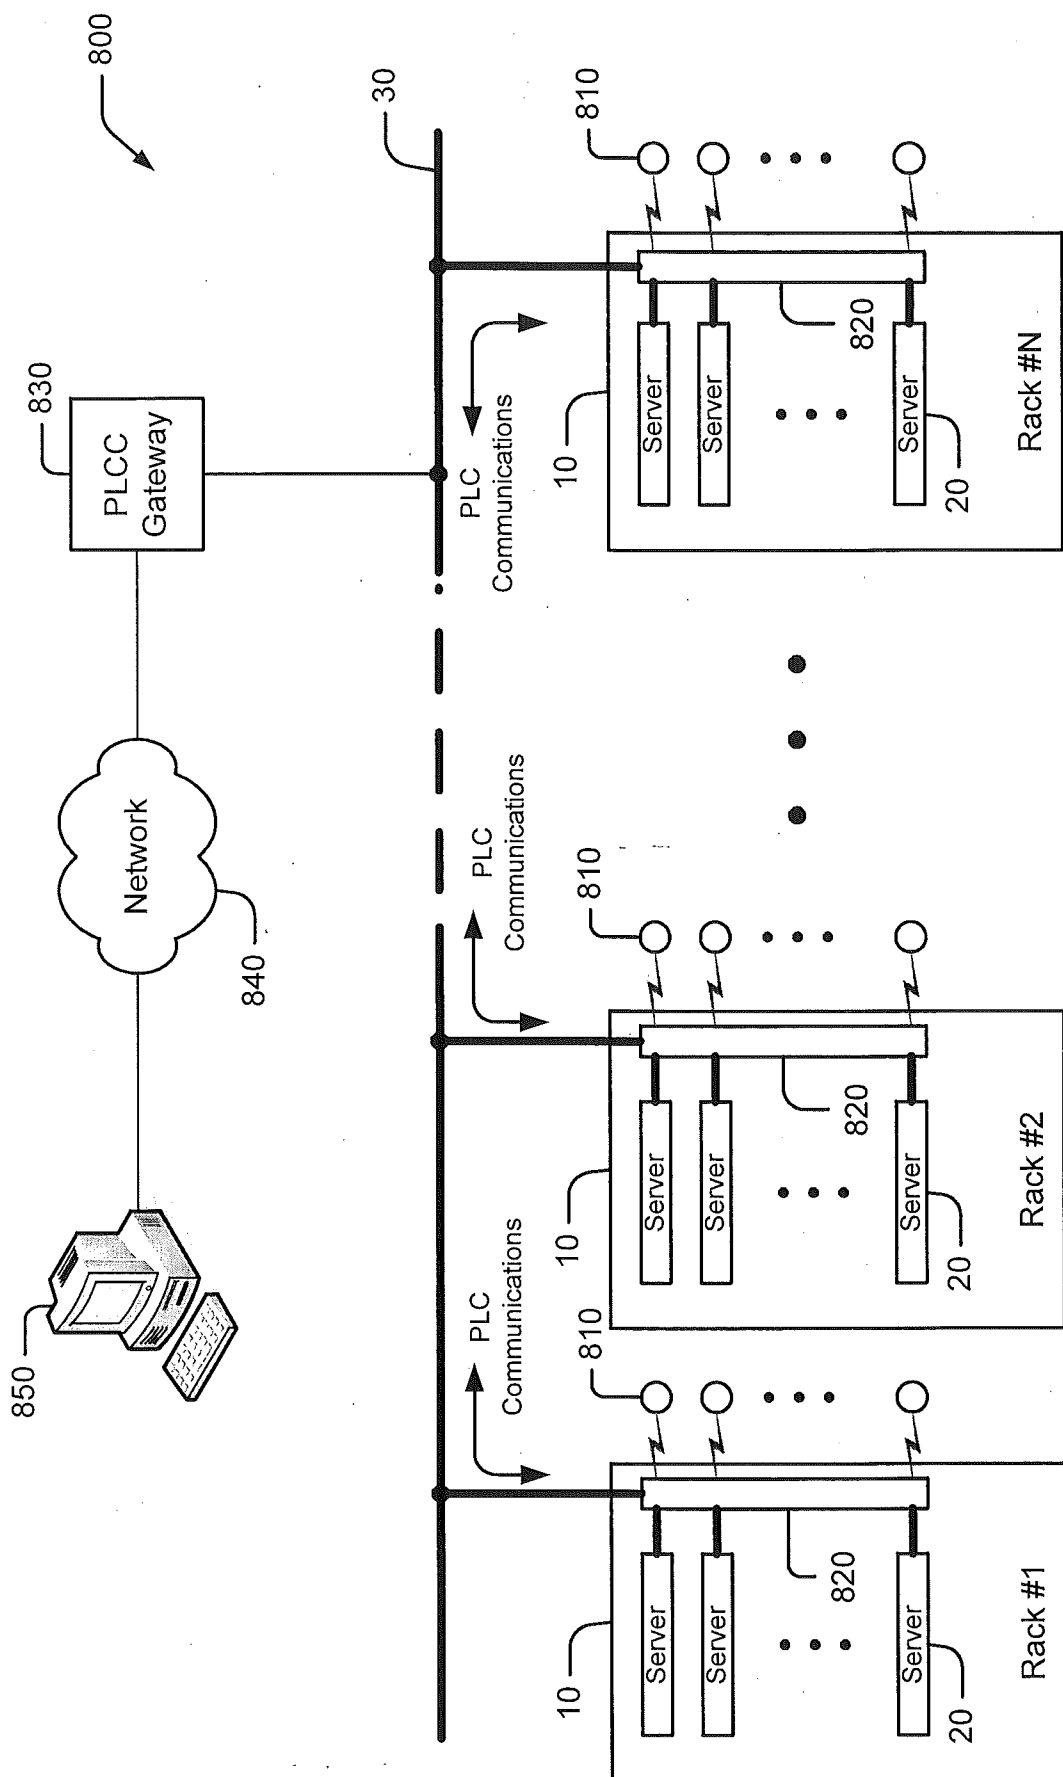 800
850
840
Network
830
PLCC
Gateway
30
PLC
Communications
PLC
Communications
PLC
Communications
10
Server
Server
Server
20
820
810
Rack #1
10
Server
Server
Server
20
820
810
Rack #2
10
Server
Server
Server
20
820
810
Rack #N